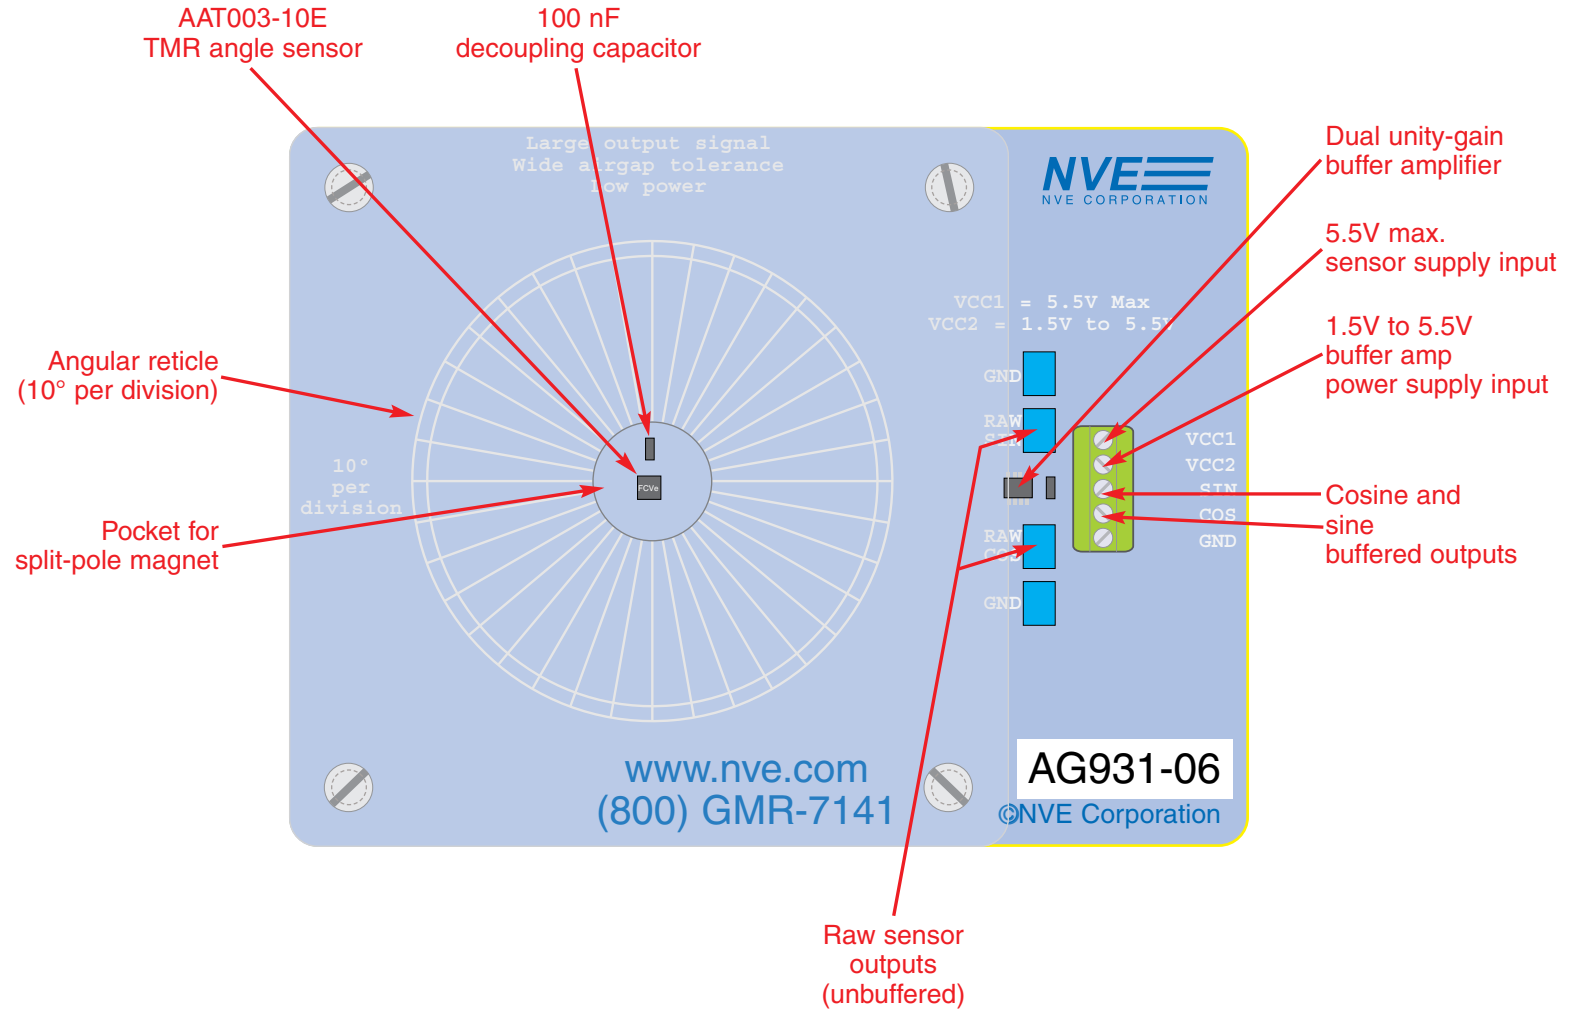 AAT003-10E
TMR angle sensor
100 nF
decoupling capacitor
Large output signal
Wide airgap tolerance
Low power
NVE
NVE CORPORATION
Dual unity-gain
buffer amplifier
5.5V max.
sensor supply input
VCC1 = 5.5V Max
VCC2 = 1.5V to 5.5V
1.5V to 5.5V
buffer amp
power supply input
Angular reticle
(10° per division)
GND
RAW
SIN
VCC1
VCC2
SIN
COS
GND
10°
per
division
FCVe
Pocket for
split-pole magnet
RAW
COS
GND
Cosine and
sine
buffered outputs
www.nve.com
(800) GMR-7141
AG931-06
©NVE Corporation
Raw sensor
outputs
(unbuffered)